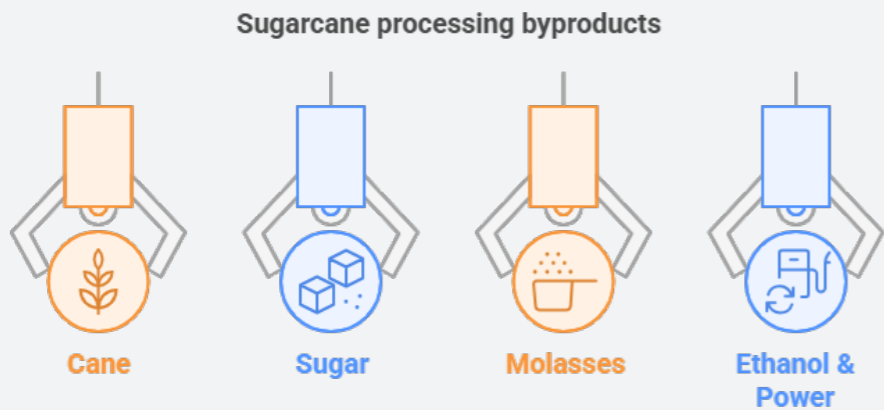 Sugarcane processing byproducts
Cane
Sugar
Molasses
Ethanol &
Power